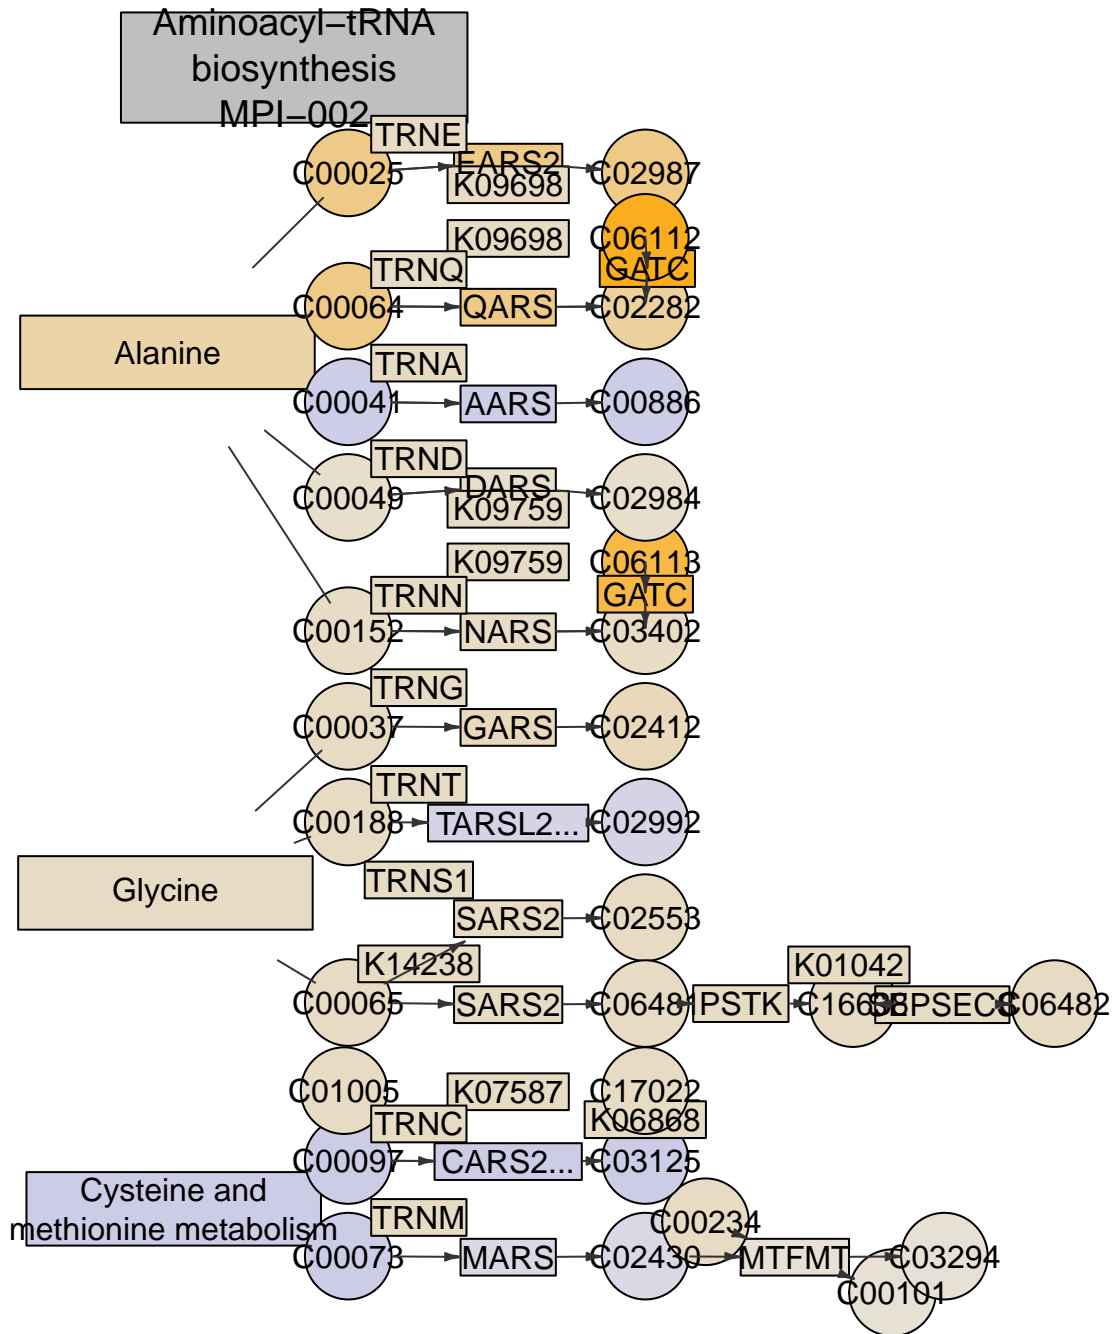 Aminoacyl−tRNA
biosynthesis
MPI−002
TRNE
C00025
EARS2
K09698
C02987
K09698
C06112
TRNQ
GATC
C00064
QARS
C02282
Alanine
TRNA
C00041
AARS
C00886
TRND
C00049
DARS
K09759
C02984
K09759
C06113
TRNN
GATC
C00152
NARS
C03402
TRNG
C00037
GARS
C02412
TRNT
C00188
TARSL2...
C02992
Glycine
TRNS1
SARS2
C02553
K14238
K01042
C00065
SARS2
C06481
PSTK
C16638
SEPSECS
C06482
C01005
K07587
C17022
TRNC
K06868
C00097
CARS2...
C03125
Cysteine and
methionine metabolism
TRNM
C00234
C00073
MARS
C02430
MTFMT
C03294
C00101